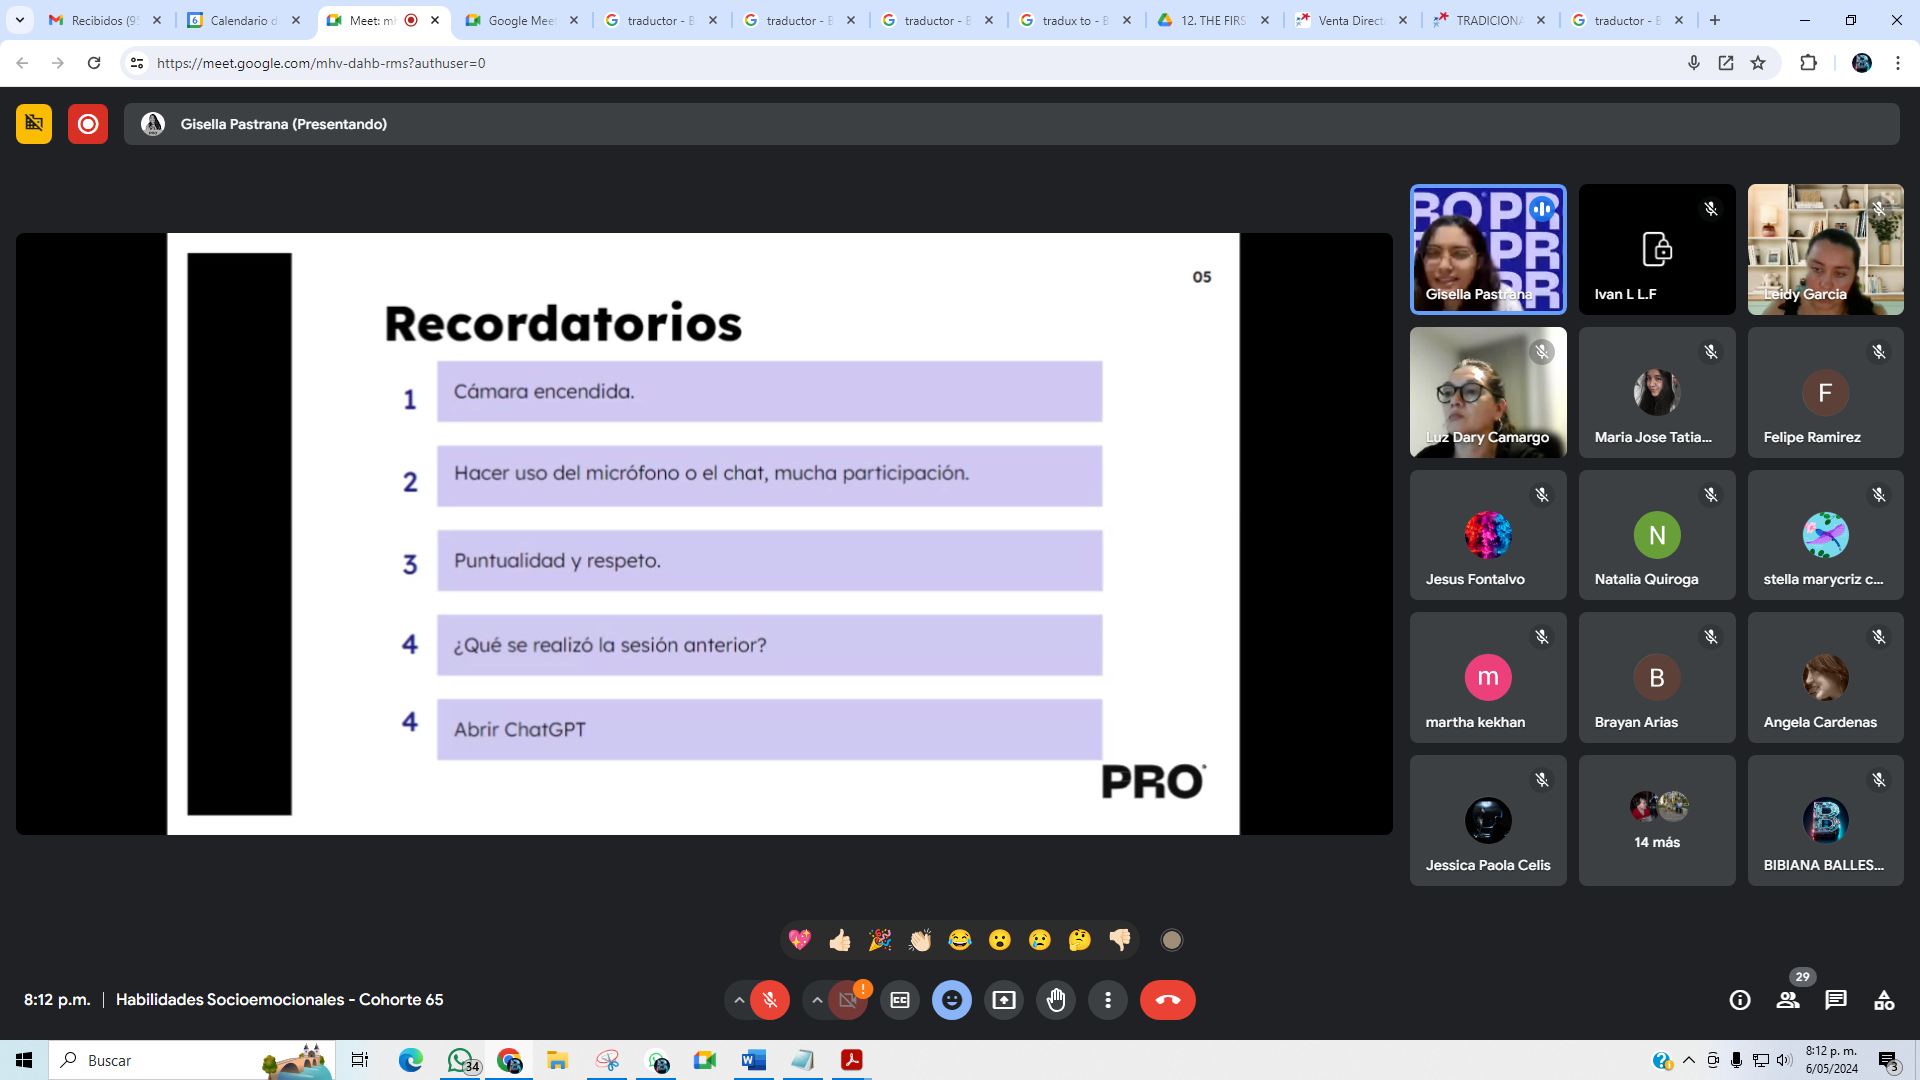 Recibidos (9
Calendario d
Meet: mh
Google Mee
traductor - B
traductor - B
traductor - B
tradux to - B
12. THE FIRS
Venta Direct
TRADICIONA
traductor - B
https://meet.google.com/mhv-dahb-rms?authuser=0
Gisella Pastrana (Presentando)
05
Recordatorios
1 Cámara encendida.
2 Hacer uso del micrófono o el chat, mucha participación.
3 Puntualidad y respeto.
4 ¿Qué se realizó la sesión anterior?
4 Abrir ChatGPT
PRO
Gisella Pastrana
Ivan L L.F
Leidy Garcia
Luz Dary Camargo
Maria Jose Tatia...
F
Felipe Ramirez
Jesus Fontalvo
N
Natalia Quiroga
stella marycriz c...
m
martha kekhan
B
Brayan Arias
Angela Cardenas
Jessica Paola Celis
14 más
BIBIANA BALLES...
8:12 p.m. | Habilidades Socioemocionales - Cohorte 65
29
Buscar
34
8:12 p. m.
6/05/2024
3